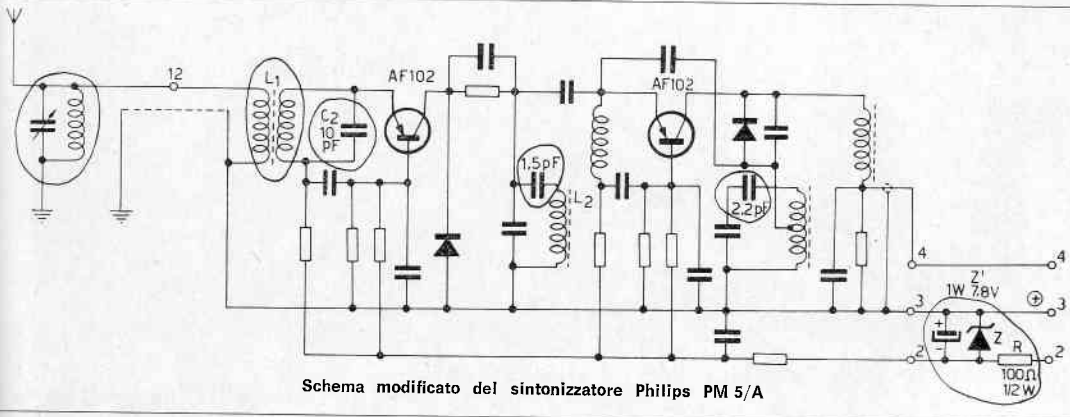 12
L1
AF102
C2
10
pF
1,5pF
L2
AF102
2.2pF
4
4
Z'
1W 7.8V
+
3
3
+
-
Z
R
2
2
100Ω
1/2 W
Schema modificato del sintonizzatore Philips PM 5/A